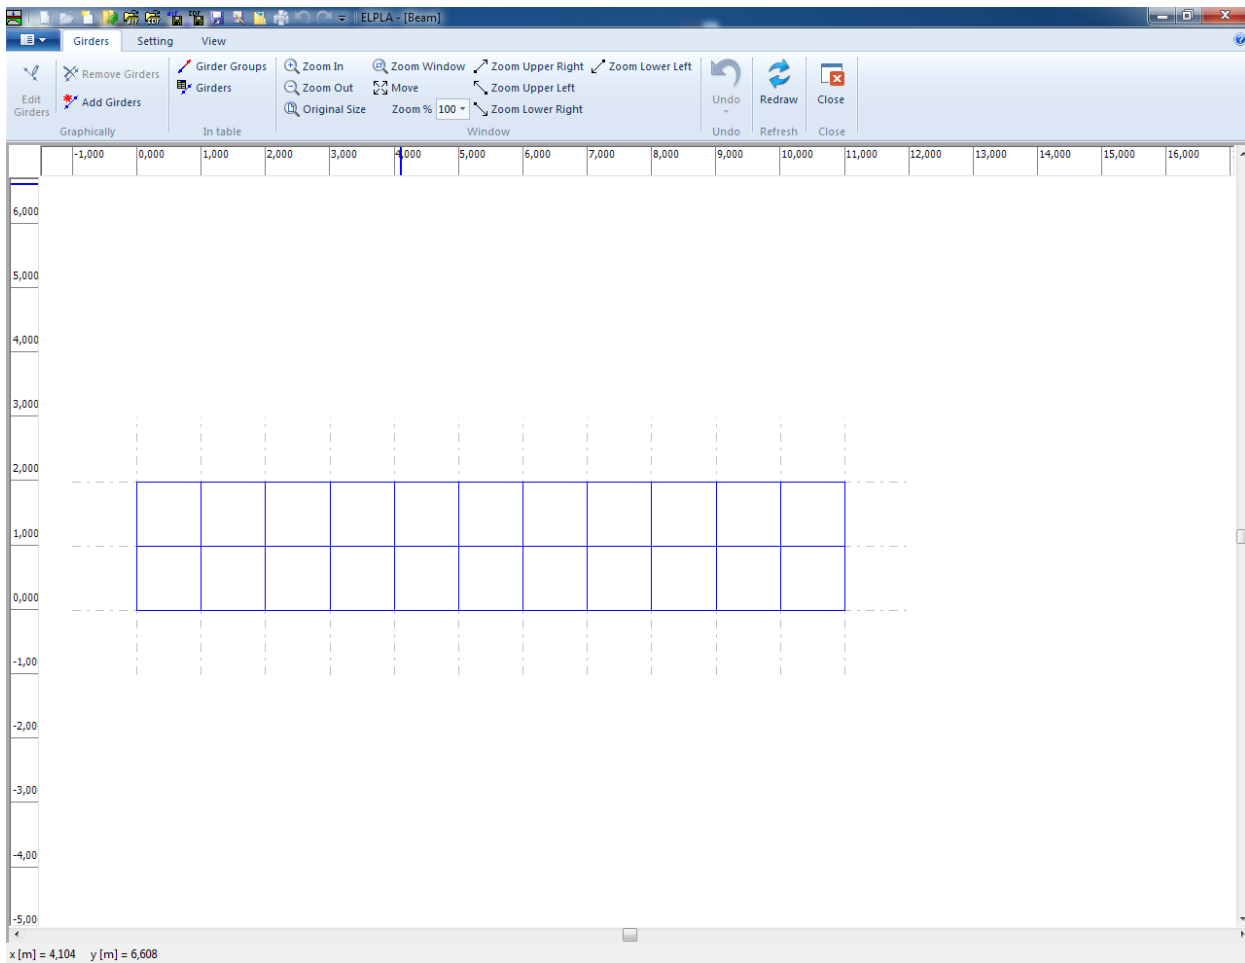 ELPLA - [Beam]
Girders Setting View
Edit Girders
Remove Girders
Add Girders
Graphically
Girder Groups
Girders
In table
Zoom In
Zoom Out
Original Size
Zoom Window
Move
Zoom % 100
Zoom Upper Right
Zoom Upper Left
Zoom Lower Right
Zoom Lower Left
Window
Undo
Undo
Redraw
Refresh
Close
Close
-1,000 0,000 1,000 2,000 3,000 4,000 5,000 6,000 7,000 8,000 9,000 10,000 11,000 12,000 13,000 14,000 15,000 16,000
6,000
5,000
4,000
3,000
2,000
1,000
0,000
-1,00
-2,00
-3,00
-4,00
-5,00
x [m] = 4,104 y [m] = 6,608